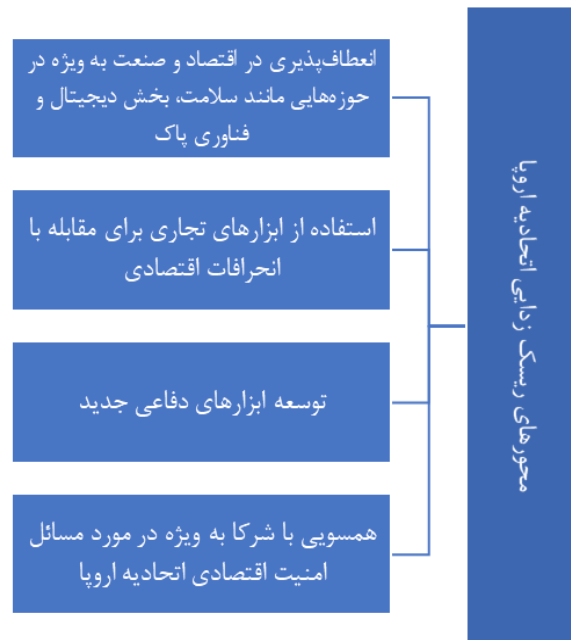 محورهای ریسک زدایی اتحادیه اروپا
انعطاف‌پذیری در اقتصاد و صنعت به ویژه در
حوزه‌هایی مانند سلامت، بخش دیجیتال و
فناوری پاک
استفاده از ابزارهای تجاری برای مقابله با
انحرافات اقتصادی
توسعه ابزارهای دفاعی جدید
همسویی با شرکا به ویژه در مورد مسائل
امنیت اقتصادی اتحادیه اروپا